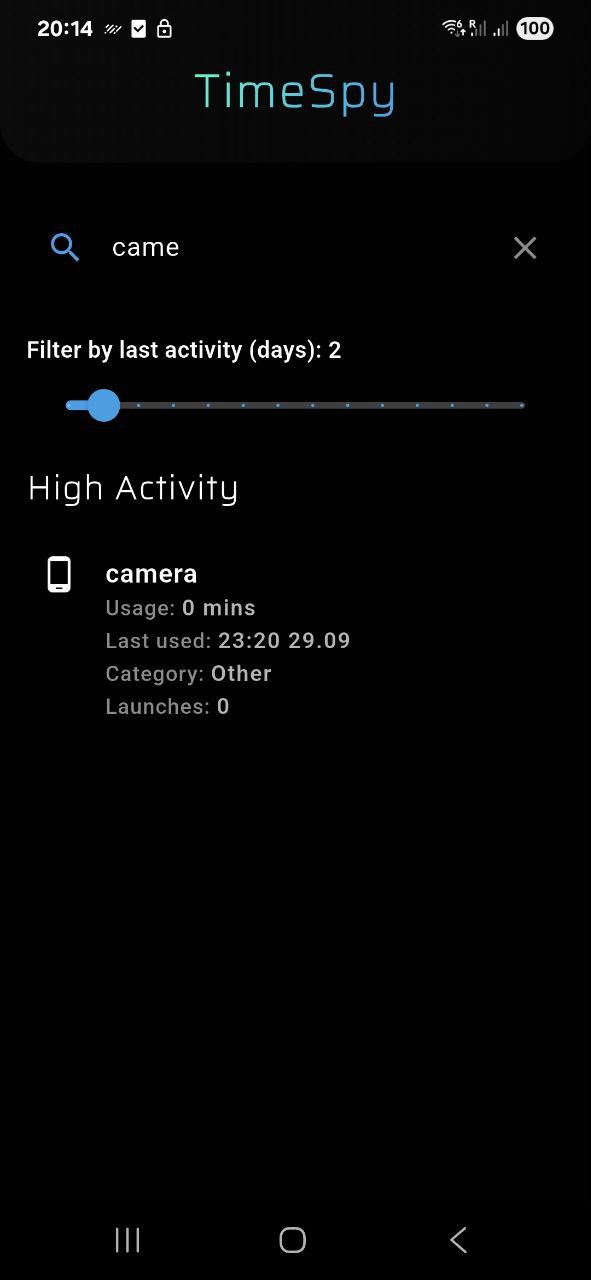 20:14
6 R 100
TimeSpy
came
Filter by last activity (days): 2
High Activity
camera
Usage: 0 mins
Last used: 23:20 29.09
Category: Other
Launches: 0